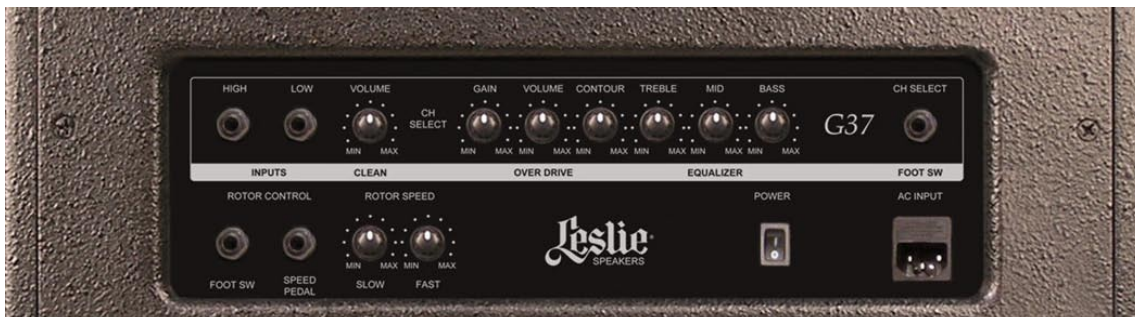 HIGH LOW VOLUME GAIN VOLUME CONTOUR TREBLE MID BASS CH SELECT
CH
SELECT
G37
MIN MAX MIN MAX MIN MAX MIN MAX MIN MAX MIN MAX MIN MAX
INPUTS CLEAN OVER DRIVE EQUALIZER FOOT SW
ROTOR CONTROL ROTOR SPEED POWER AC INPUT
Leslie
SPEAKERS
I
O
MIN MAX MIN MAX
FOOT SW SPEED
PEDAL SLOW FAST